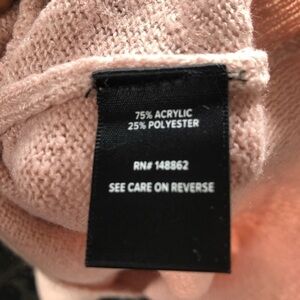 75% ACRYLIC
25% POLYESTER
RN# 148862
SEE CARE ON REVERSE